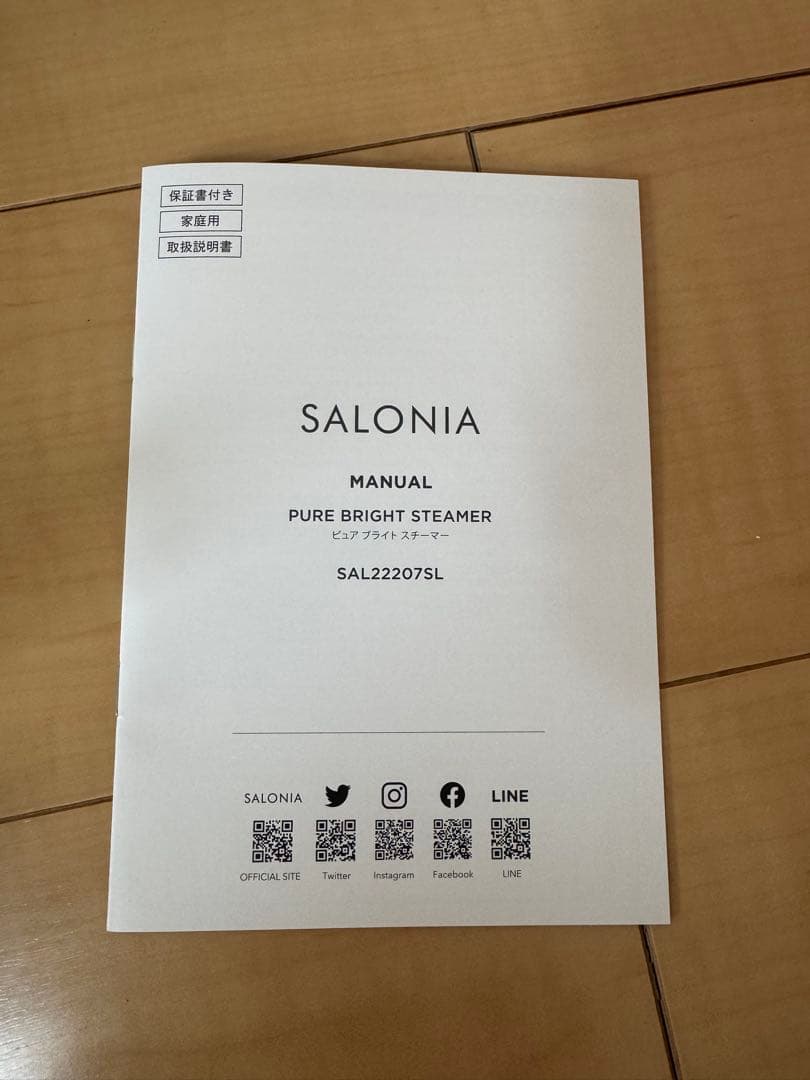 保証書付き
家庭用
取扱説明書
SALONIA
MANUAL
PURE BRIGHT STEAMER
ピュア ブライト スチーマー
SAL22207SL
SALONIA LINE
OFFICIAL SITE Twitter Instagram Facebook LINE